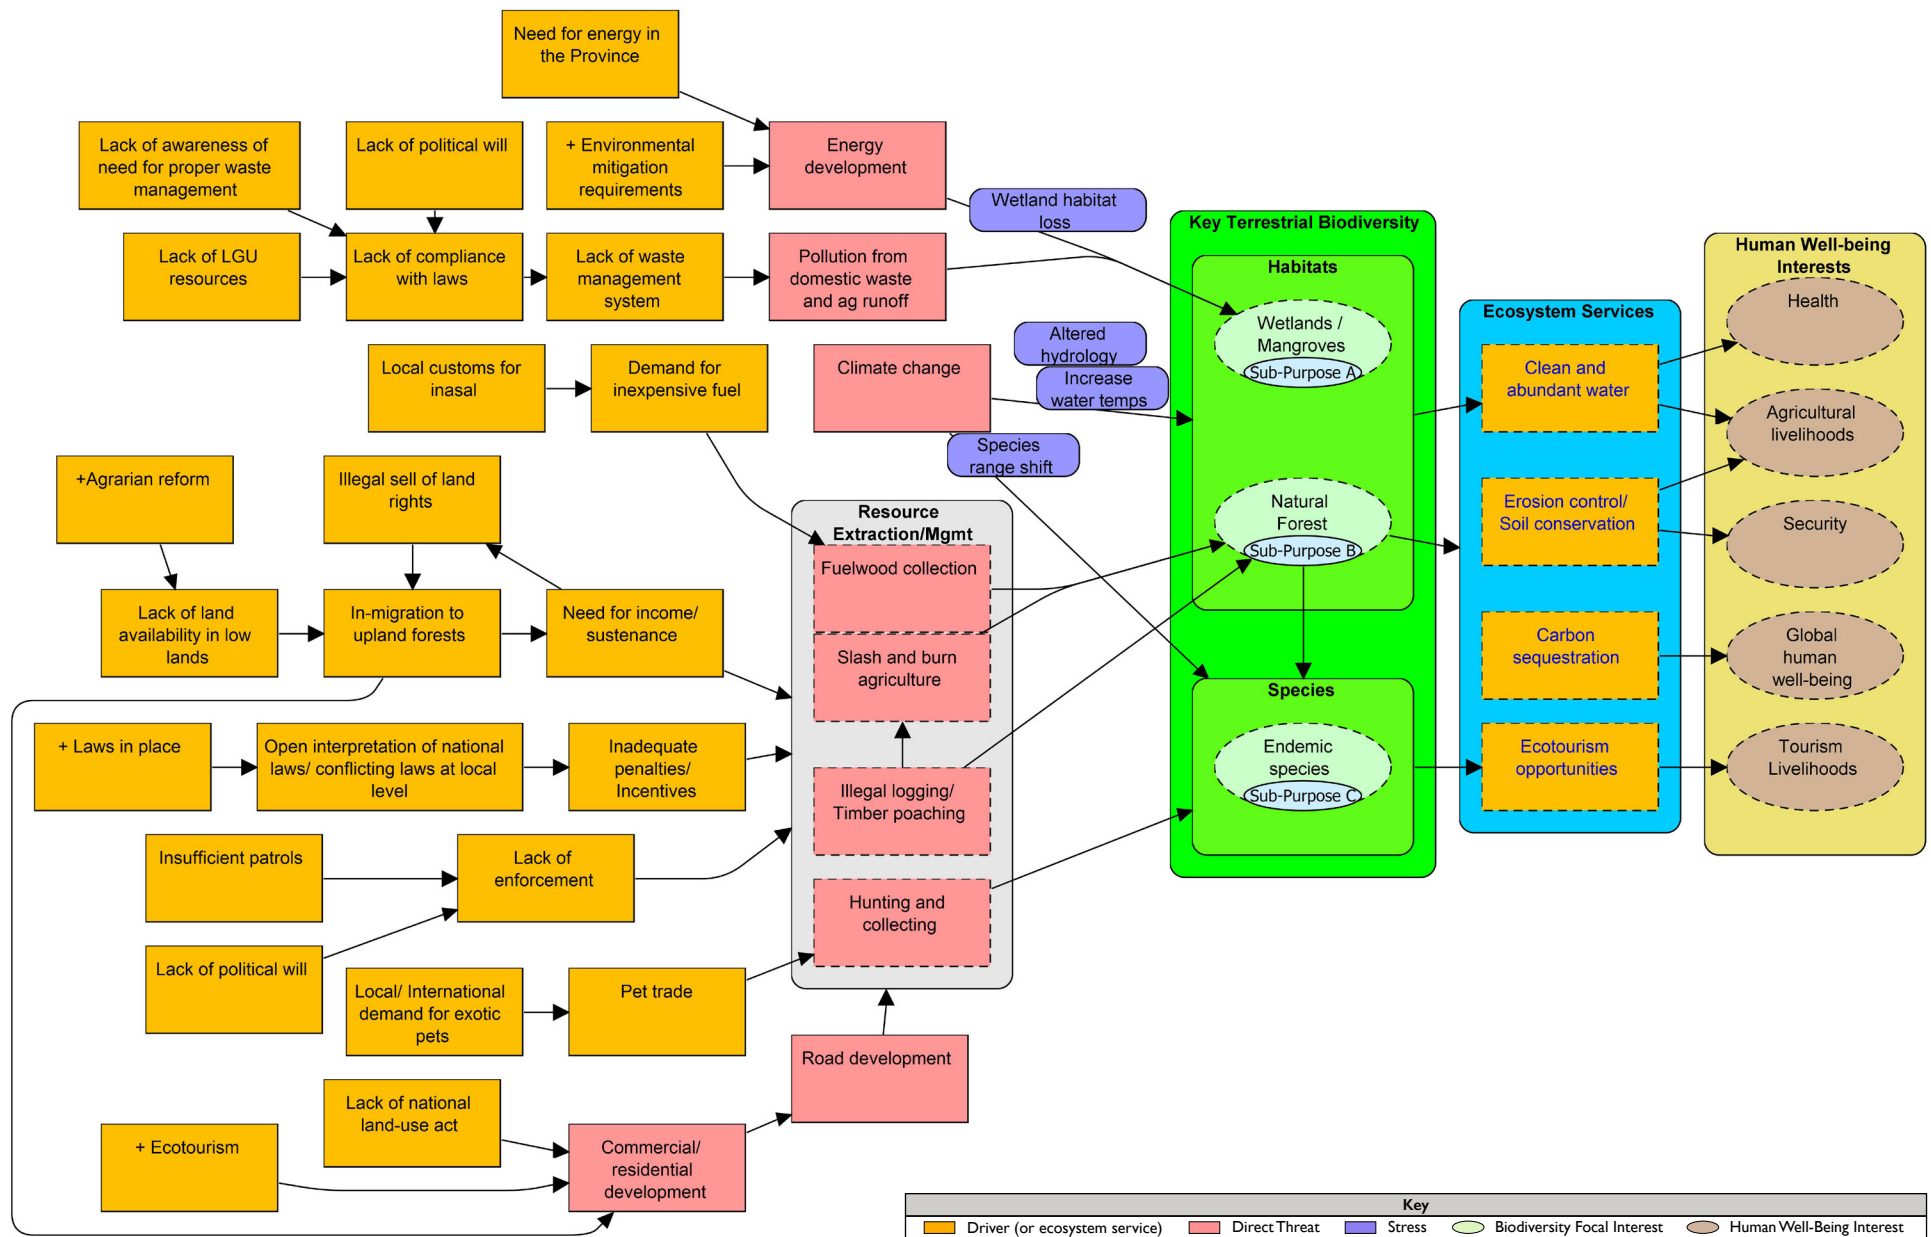 Need for energy in
the Province
Lack of awareness of
need for proper waste
management
Lack of political will
+ Environmental
mitigation
requirements
Energy
development
Wetland habitat
loss
Lack of LGU
resources
Lack of compliance
with laws
Lack of waste
management
system
Pollution from
domestic waste
and ag runoff
Local customs for
inasal
Demand for
inexpensive fuel
Climate change
Altered
hydrology
Increase
water temps
Species
range shift
+Agrarian reform
Illegal sell of land
rights
Lack of land
availability in low
lands
In-migration to
upland forests
Need for income/
sustenance
Resource
Extraction/Mgmt
Fuelwood collection
Slash and burn
agriculture
Illegal logging/
Timber poaching
Hunting and
collecting
+ Laws in place
Open interpretation of national
laws/ conflicting laws at local
level
Inadequate
penalties/
Incentives
Insufficient patrols
Lack of
enforcement
Lack of political will
Local/ International
demand for exotic
pets
Pet trade
Road development
Lack of national
land-use act
+ Ecotourism
Commercial/
residential
development
Key Terrestrial Biodiversity
Habitats
Wetlands /
Mangroves
Sub-Purpose A
Natural
Forest
Sub-Purpose B
Species
Endemic
species
Sub-Purpose C
Ecosystem Services
Clean and
abundant water
Erosion control/
Soil conservation
Carbon
sequestration
Ecotourism
opportunities
Human Well-being
Interests
Health
Agricultural
livelihoods
Security
Global
human
well-being
Tourism
Livelihoods
Key
Driver (or ecosystem service)
Direct Threat
Stress
Biodiversity Focal Interest
Human Well-Being Interest